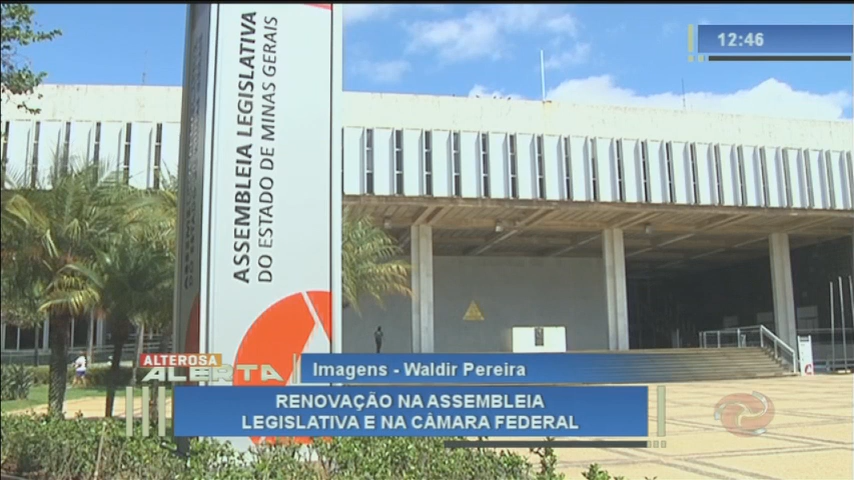 12:46
ASSEMBLEIA LEGISLATIVA
DO ESTADO DE MINAS GERAIS
ALTEROSA
ALERTA
Imagens - Waldir Pereira
RENOVAÇÃO NA ASSEMBLEIA
LEGISLATIVA E NA CÂMARA FEDERAL